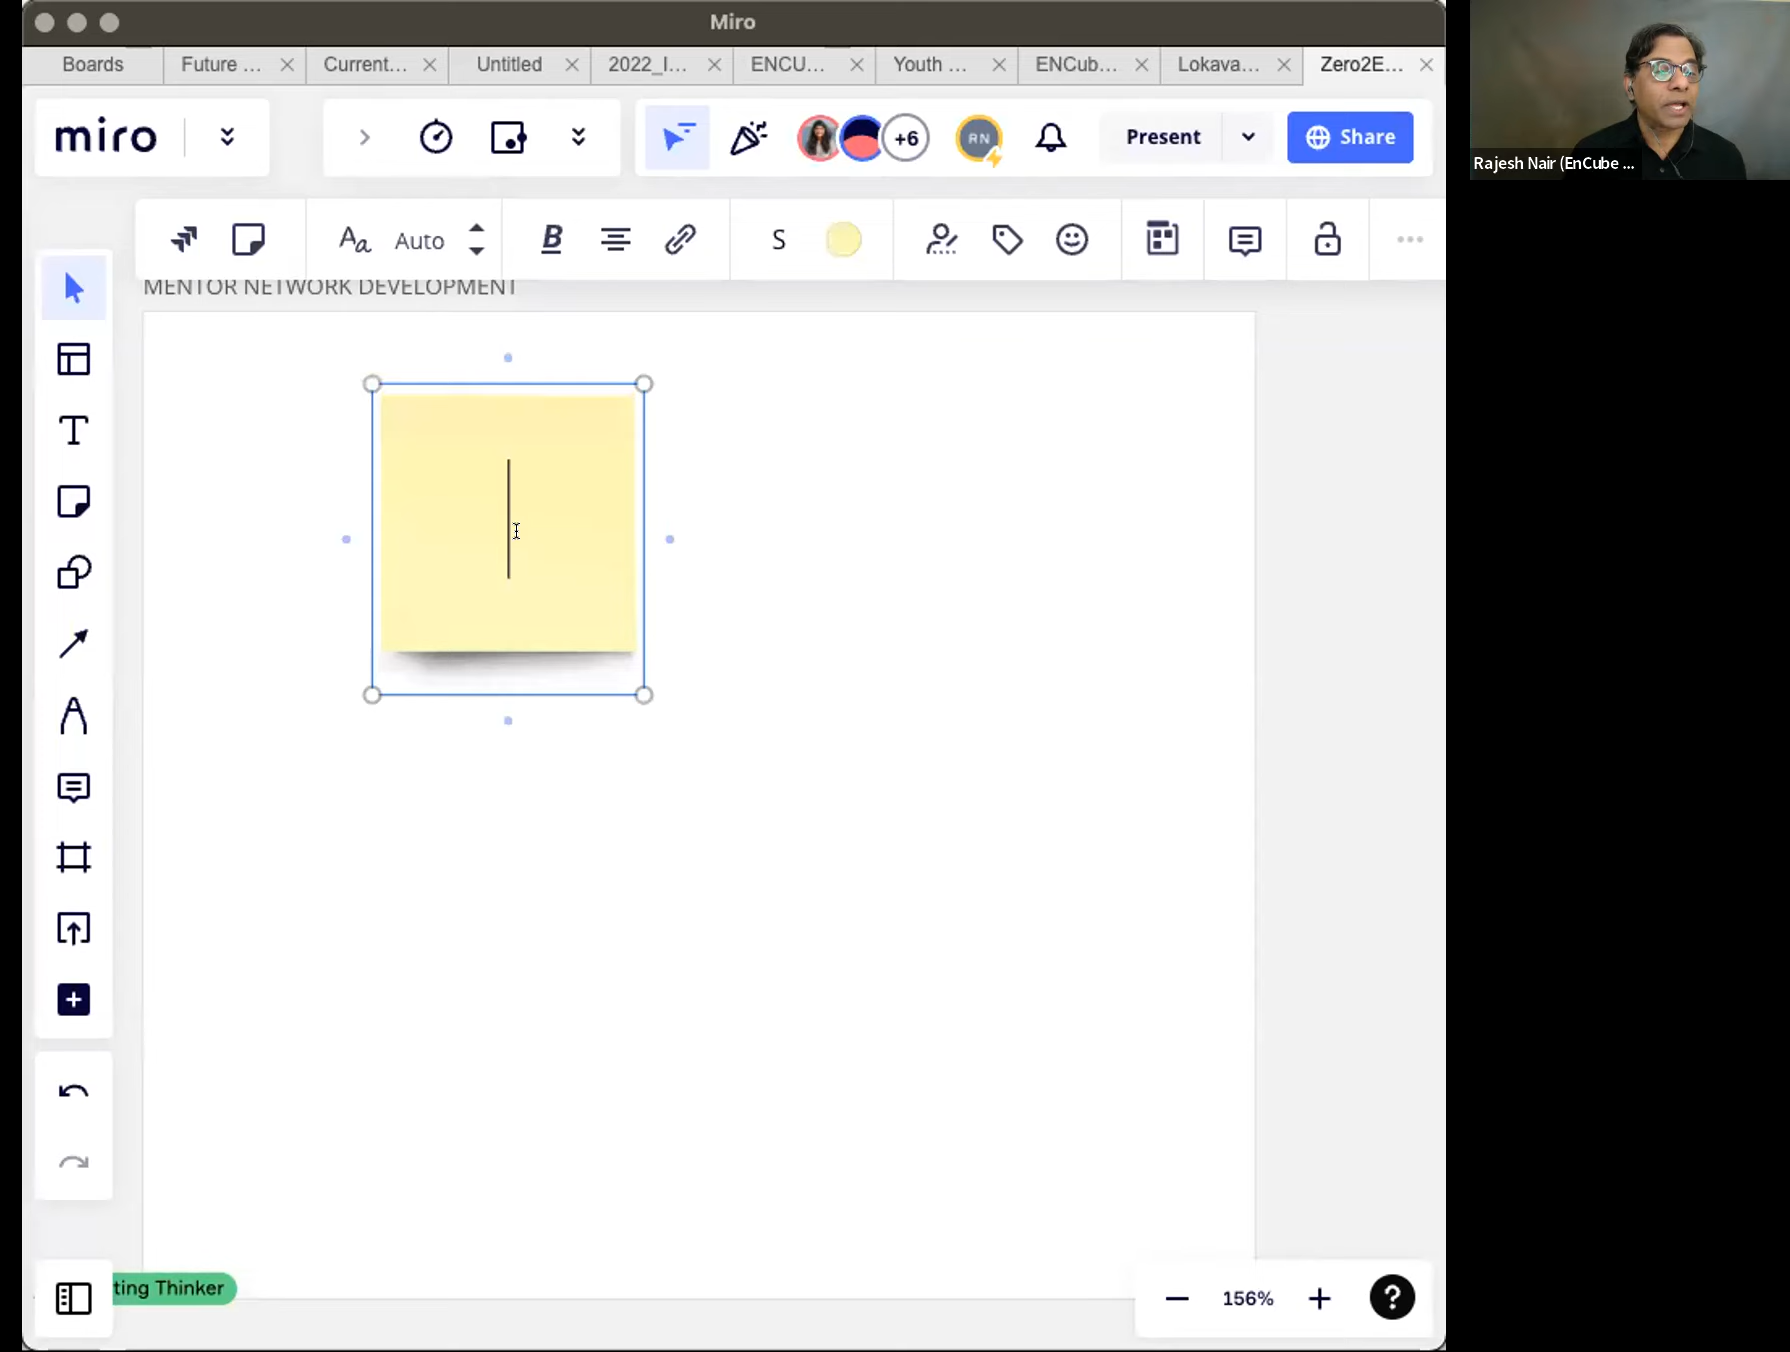 Miro
Boards
Future ...
Current...
Untitled
2022_I...
ENCU...
Youth ...
ENCub...
Lokava...
Zero2E...
miro
+6
RN
Present
Share
Rajesh Nair (EnCube ...
Aa
Auto
B
S
MENTOR NETWORK DEVELOPMENT
T
ting Thinker
156%
?